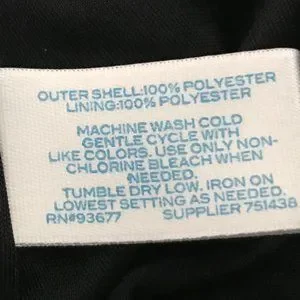 OUTER SHELL:100% POLYESTER
LINING:100% POLYESTER
MACHINE WASH COLD
GENTLE CYCLE WITH
LIKE COLORS. USE ONLY NON-
CHLORINE BLEACH WHEN
NEEDED.
TUMBLE DRY LOW. IRON ON
LOWEST SETTING AS NEEDED.
RN#93677 SUPPLIER 751438